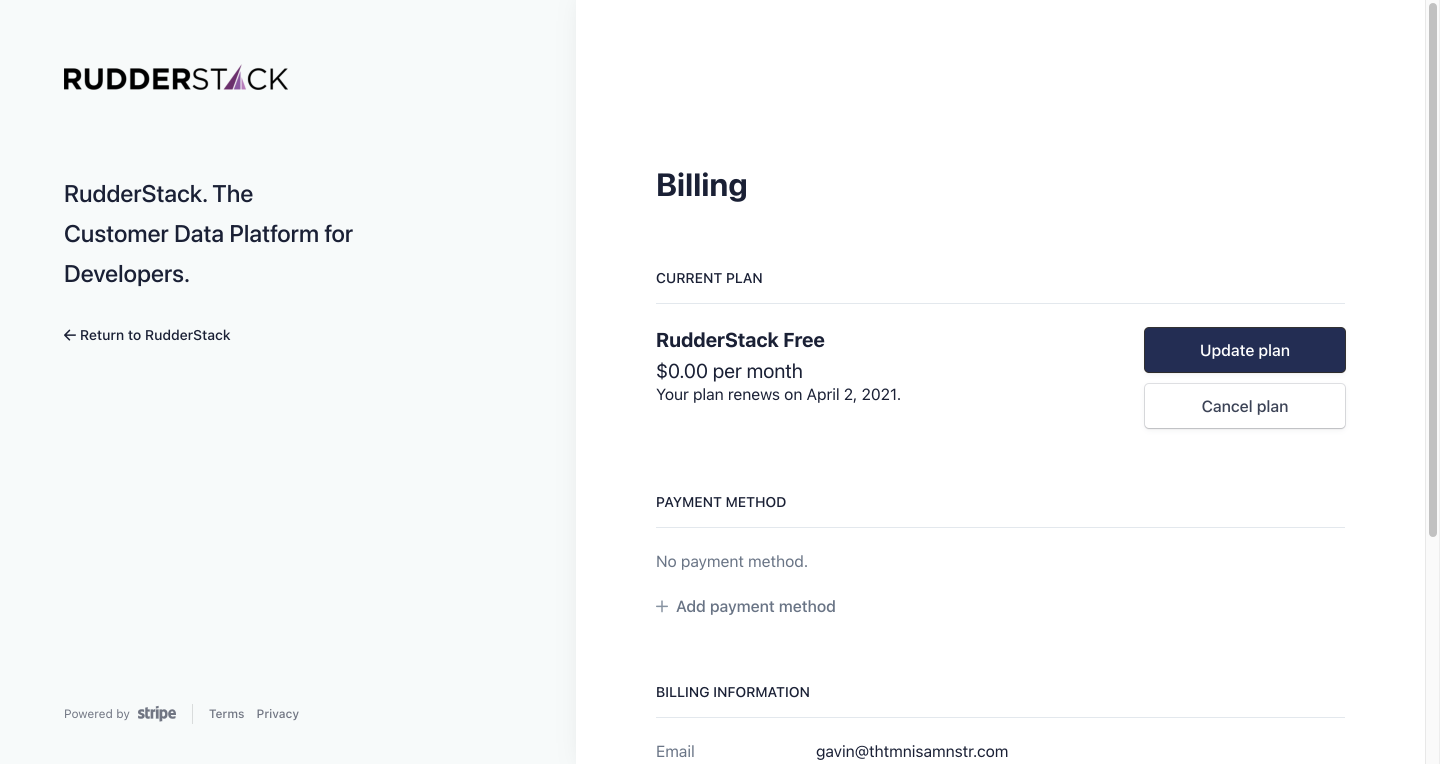 RUDDERSTACK
RudderStack. The
Customer Data Platform for
Developers.
← Return to RudderStack
Powered by stripe
Terms Privacy
Billing
CURRENT PLAN
RudderStack Free
$0.00 per month
Your plan renews on April 2, 2021.
Update plan
Cancel plan
PAYMENT METHOD
No payment method.
+ Add payment method
BILLING INFORMATION
Email gavin@thtmnisamnstr.com